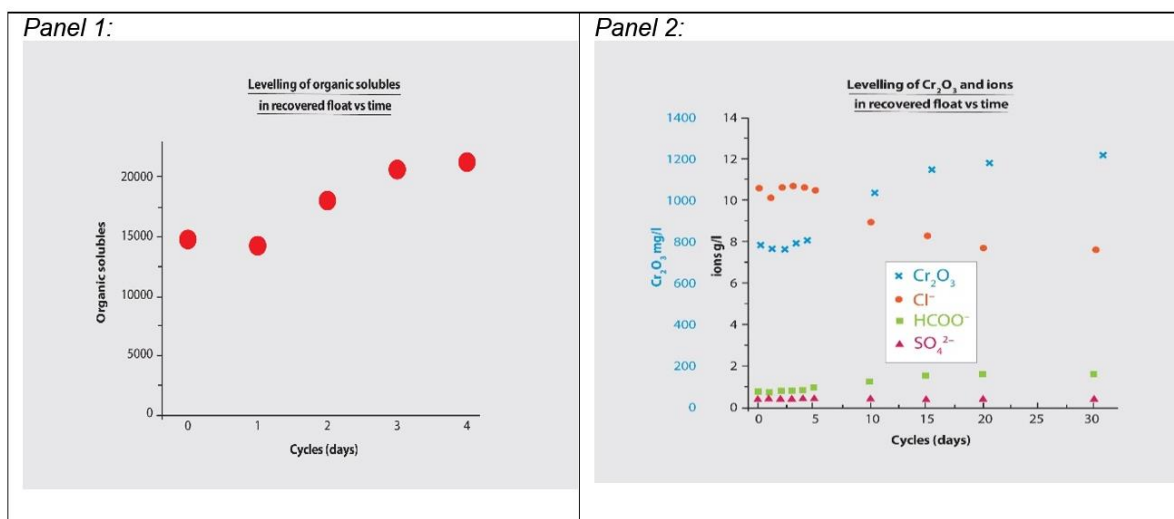 Panel 1:
Levelling of organic solubles
in recovered float vs time
Organic solubles
20000
15000
10000
5000
0
0 1 2 3 4
Cycles (days)
Panel 2:
Levelling of Cr₂O₃ and ions
in recovered float vs time
Cr₂O₃ mg/l
1400
1200
1000
800
600
400
200
0
ions g/l
14
12
10
8
6
4
2
0
Cr₂O₃
Cl⁻
HCOO⁻
SO₄²⁻
0 5 10 15 20 25 30
Cycles (days)